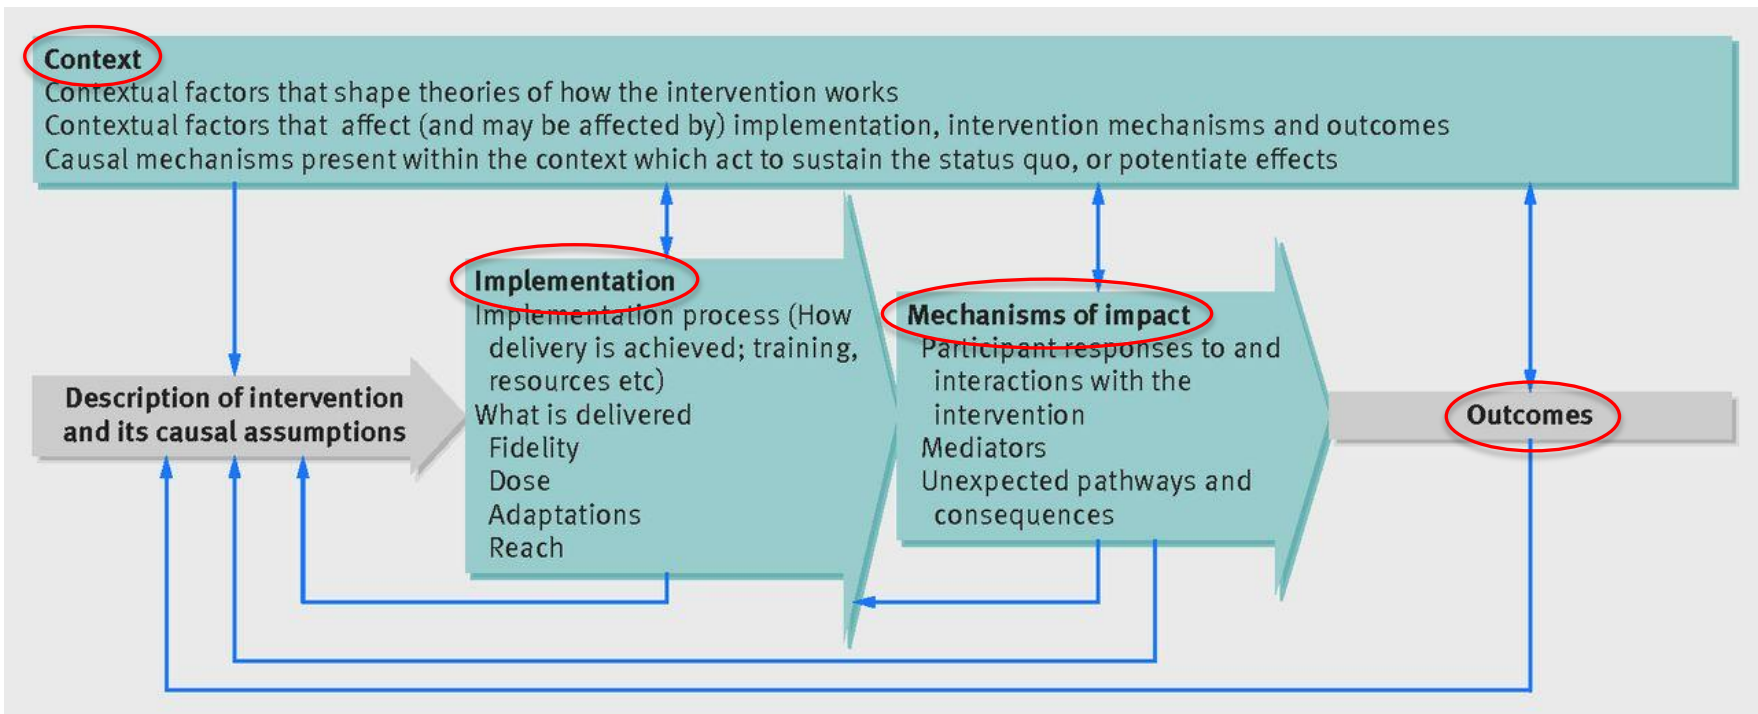 Context
Contextual factors that shape theories of how the intervention works
Contextual factors that affect (and may be affected by) implementation, intervention mechanisms and outcomes
Causal mechanisms present within the context which act to sustain the status quo, or potentiate effects
Description of intervention
and its causal assumptions
Implementation
Implementation process (How
delivery is achieved; training,
resources etc)
What is delivered
Fidelity
Dose
Adaptations
Reach
Mechanisms of impact
Participant responses to and
interactions with the
intervention
Mediators
Unexpected pathways and
consequences
Outcomes